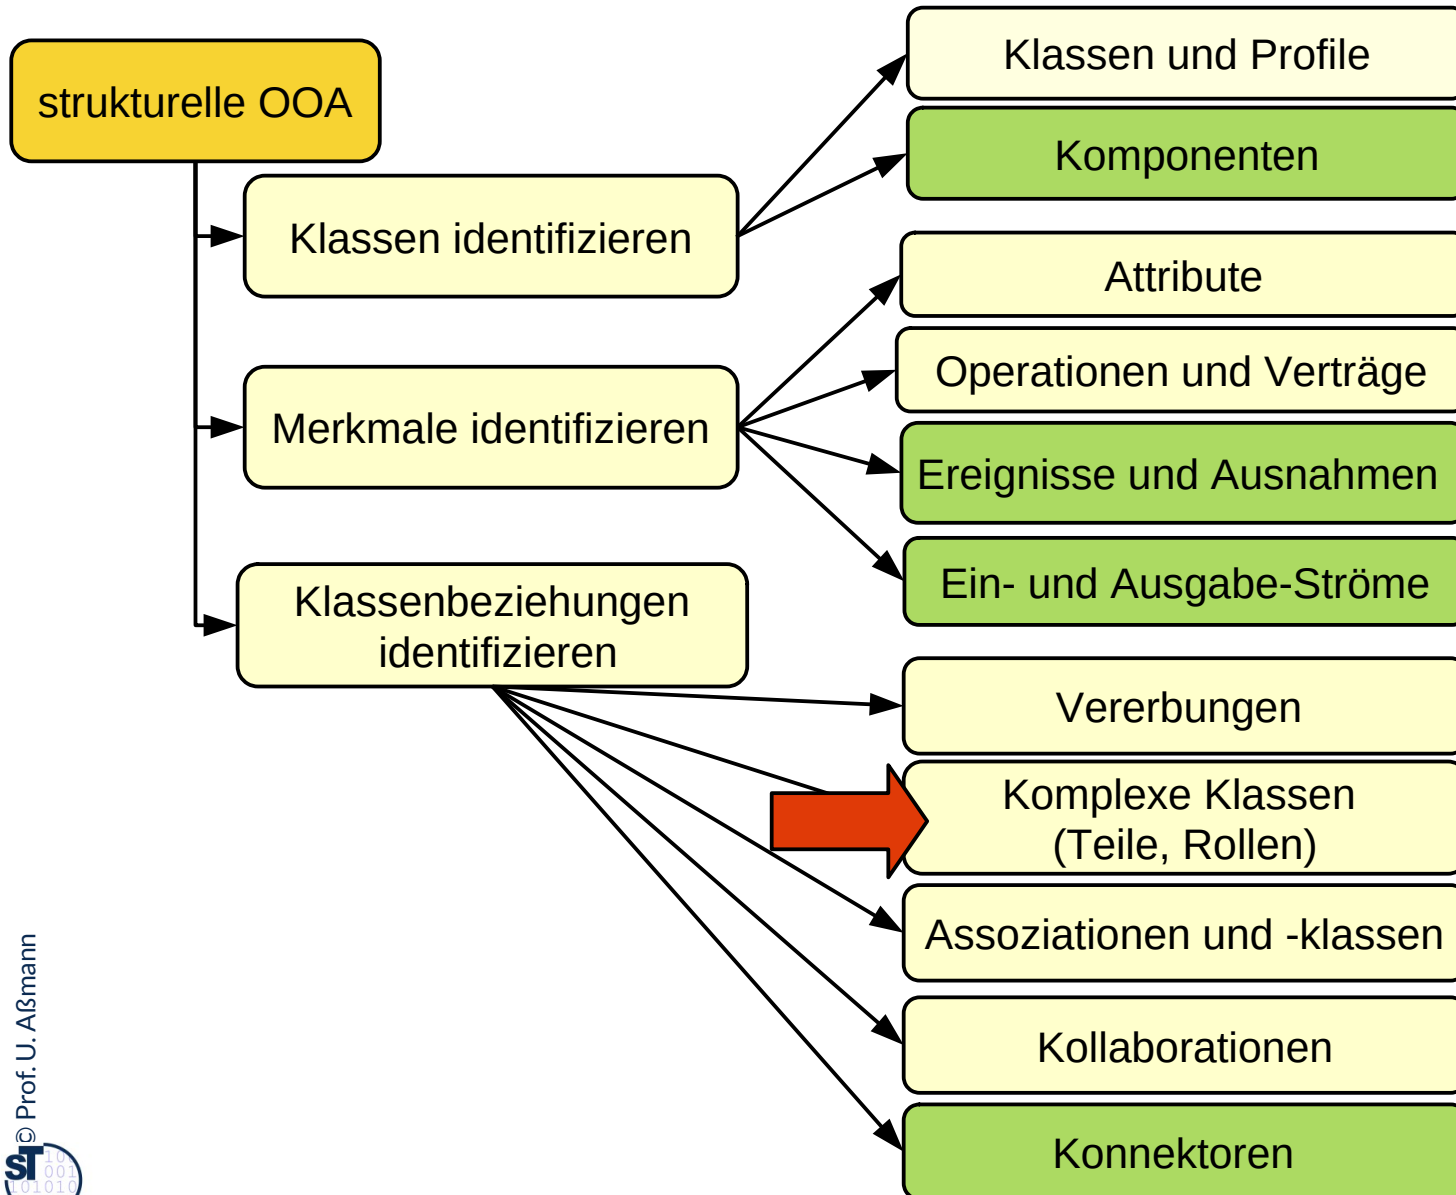 strukturelle OOA
Klassen identifizieren
Klassen und Profile
Komponenten
Merkmale identifizieren
Attribute
Operationen und Verträge
Ereignisse und Ausnahmen
Ein- und Ausgabe-Ströme
Klassenbeziehungen
identifizieren
Vererbungen
Komplexe Klassen
(Teile, Rollen)
Assoziationen und -klassen
Kollaborationen
Konnektoren
© Prof. U. Aßmann
ST
101010